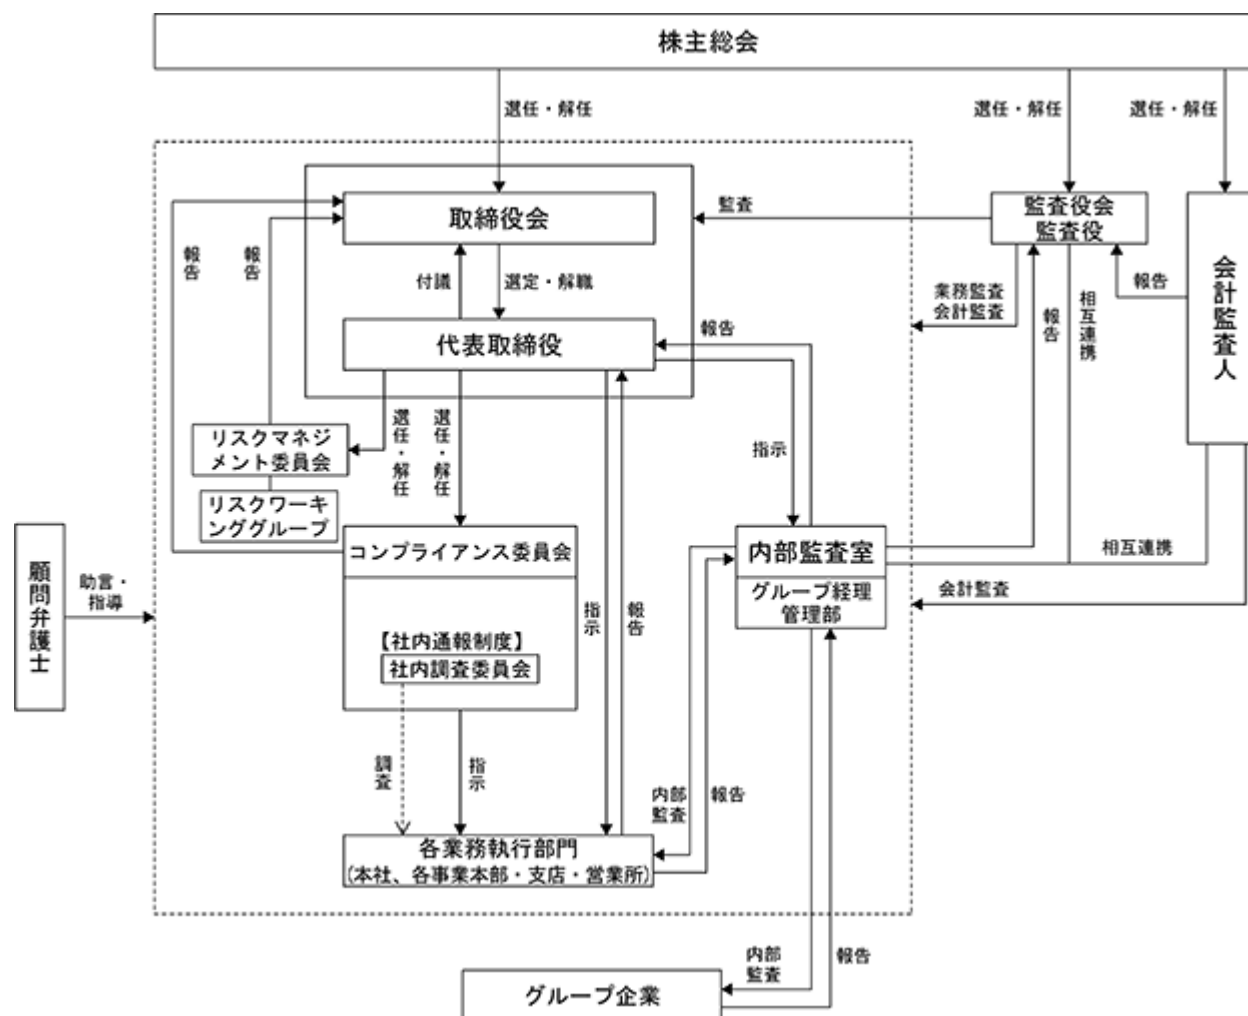 株主総会
選任・解任
選任・解任
選任・解任
取締役会
監査
監査役会
監査役
会計監査人
報告
報告
付議
選定・解職
業務監査
会計監査
報告
相互連携
報告
代表取締役
報告
選任・解任
選任・解任
リスクマネジ
メント委員会
リスクワーキ
ンググループ
指示
コンプライアンス委員会
内部監査室
グループ経理
管理部
相互連携
会計監査
顧問弁護士
助言・
指導
【社内通報制度】
社内調査委員会
指示
報告
調査
指示
内部
監査
報告
各業務執行部門
(本社、各事業本部・支店・営業所)
内部
監査
報告
グループ企業